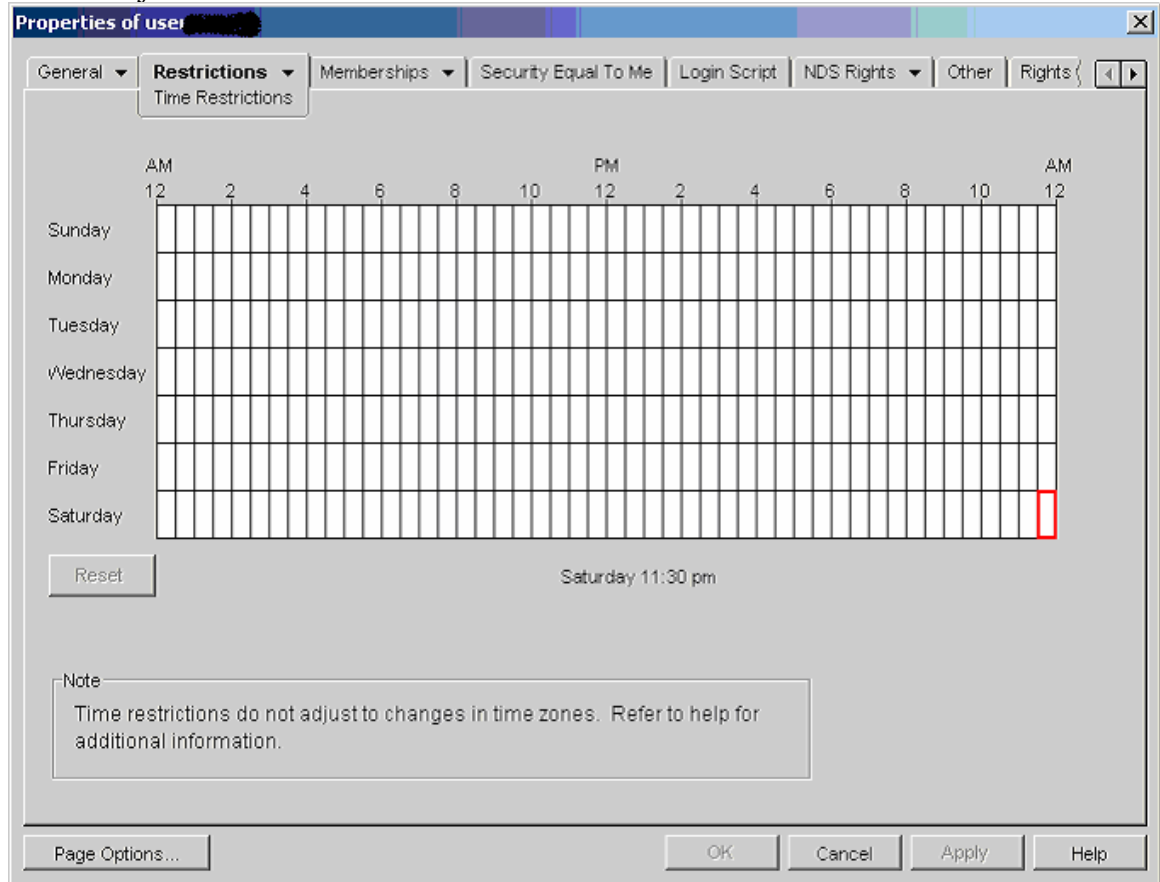 Properties of user
General Restrictions Memberships Security Equal To Me Login Script NDS Rights Other Rights
Time Restrictions
AM PM AM
12 2 4 6 8 10 12 2 4 6 8 10 12
Sunday
Monday
Tuesday
Wednesday
Thursday
Friday
Saturday
Reset Saturday 11:30 pm
Note
Time restrictions do not adjust to changes in time zones. Refer to help for
additional information.
Page Options... OK Cancel Apply Help